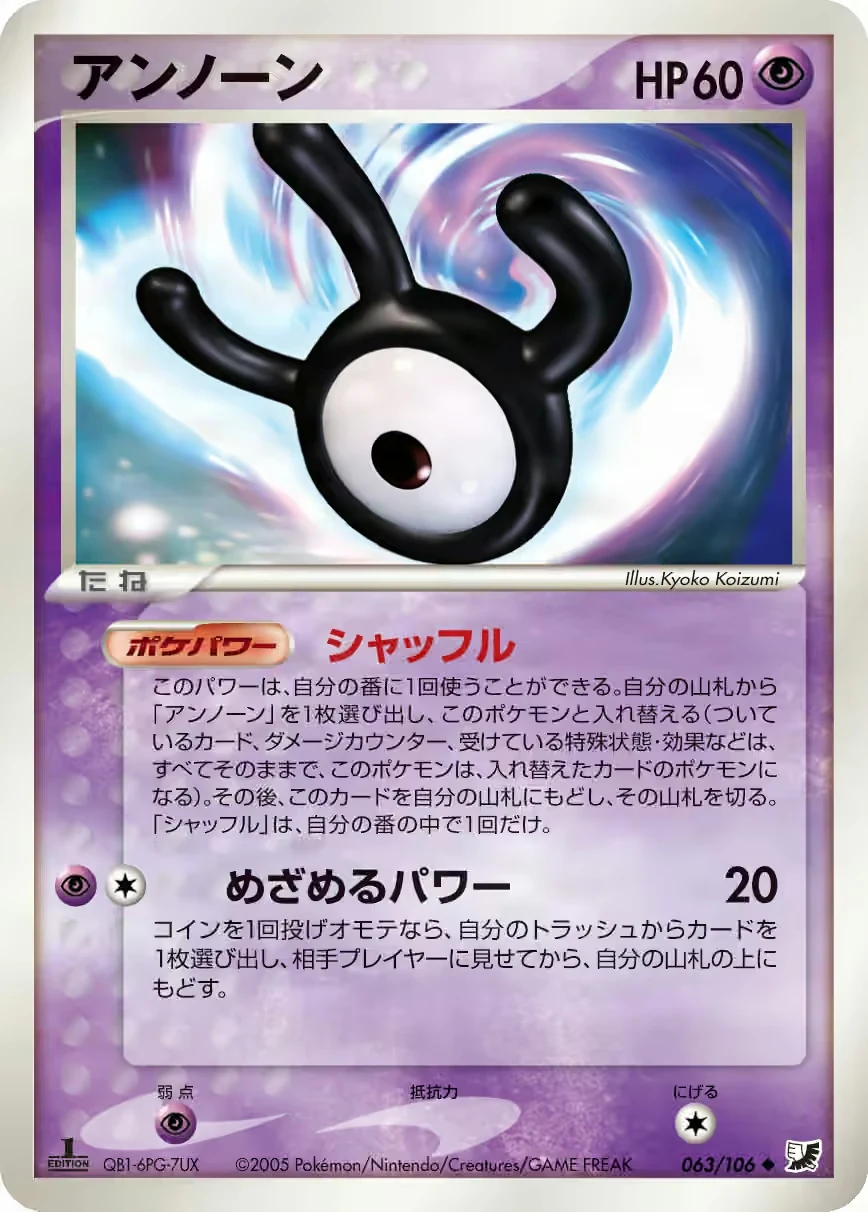 アンノーン HP60
たね Illus.Kyoko Koizumi
ポケパワー シャッフル
このパワーは、自分の番に1回使うことができる。自分の山札から
「アンノーン」を1枚選び出し、このポケモンと入れ替える(ついて
いるカード、ダメージカウンター、受けている特殊状態・効果などは、
すべてそのままで、このポケモンは、入れ替えたカードのポケモンに
なる)。その後、このカードを自分の山札にもどし、その山札を切る。
「シャッフル」は、自分の番の中で1回だけ。
めざめるパワー 20
コインを1回投げオモテなら、自分のトラッシュからカードを
1枚選び出し、相手プレイヤーに見せてから、自分の山札の上に
もどす。
弱点 抵抗力 にげる
1 EDITION QB1-6PG-7UX ©2005 Pokémon/Nintendo/Creatures/GAME FREAK 063/106 ◆